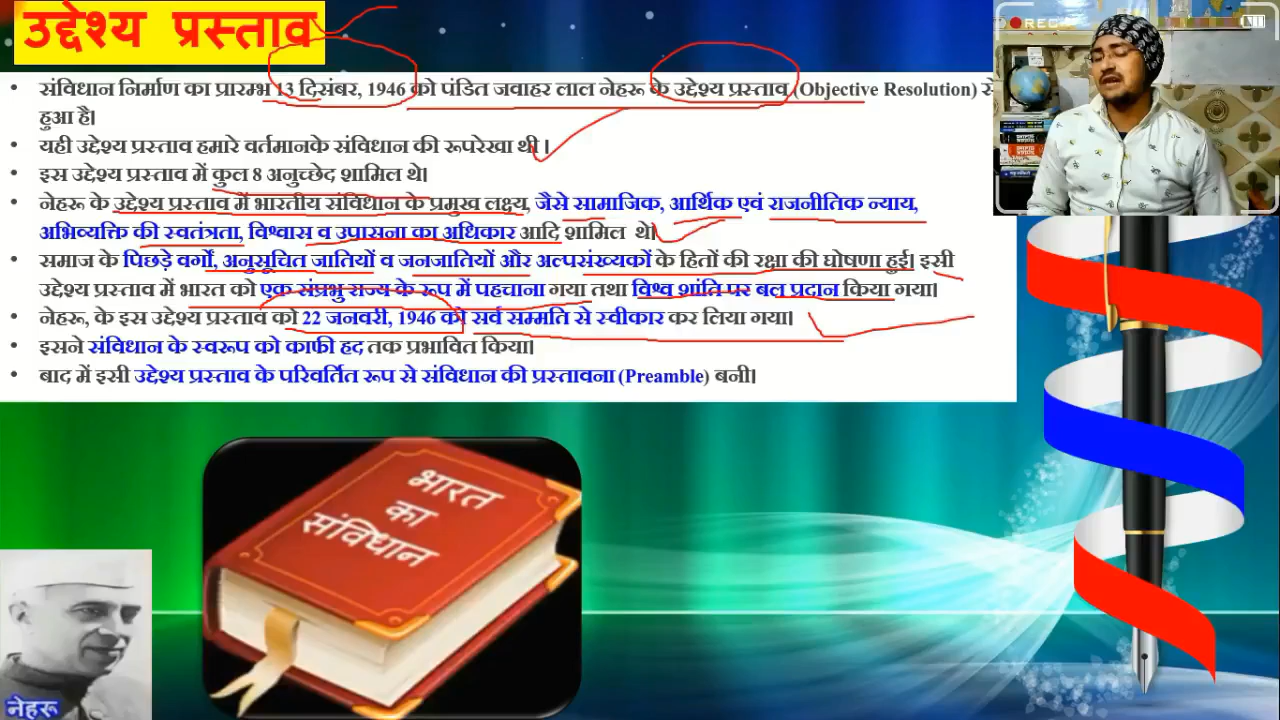 उद्देश्य प्रस्ताव
REC
• संविधान निर्माण का प्रारम्भ 13 दिसंबर, 1946 को पंडित जवाहर लाल नेहरू के उद्देश्य प्रस्ताव (Objective Resolution) से
हुआ है।
• यही उद्देश्य प्रस्ताव हमारे वर्तमान के संविधान की रूपरेखा थी ।
• इस उद्देश्य प्रस्ताव में कुल 8 अनुच्छेद शामिल थे।
• नेहरू के उद्देश्य प्रस्ताव में भारतीय संविधान के प्रमुख लक्ष्य, जैसे सामाजिक, आर्थिक एवं राजनीतिक न्याय,
अभिव्यक्ति की स्वतंत्रता, विश्वास व उपासना का अधिकार आदि शामिल थे।
• समाज के पिछड़े वर्गों, अनुसूचित जातियों व जनजातियों और अल्पसंख्यकों के हितों की रक्षा की घोषणा हुई। इसी
उद्देश्य प्रस्ताव में भारत को एक संप्रभु राज्य के रूप में पहचाना गया तथा विश्व शांति पर बल प्रदान किया गया।
• नेहरू, के इस उद्देश्य प्रस्ताव को 22 जनवरी, 1946 को सर्व सम्मति से स्वीकार कर लिया गया।
• इसने संविधान के स्वरूप को काफी हद तक प्रभावित किया।
• बाद में इसी उद्देश्य प्रस्ताव के परिवर्तित रूप से संविधान की प्रस्तावना (Preamble) बनी।
भारत
का
संविधान
नेहरू